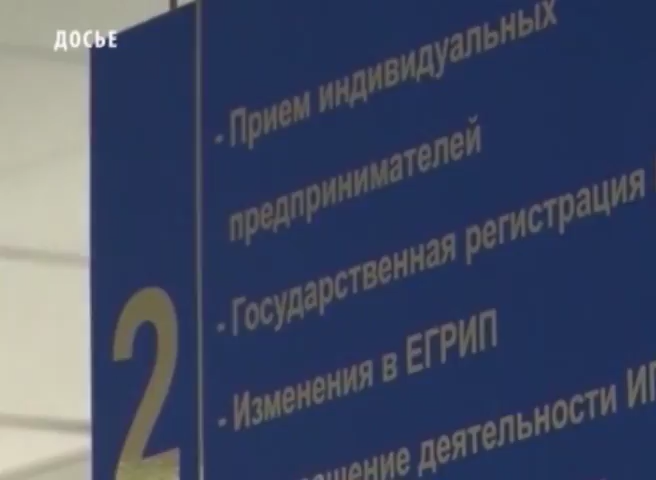 ДОСЬЕ
- Прием индивидуальных
предпринимателей
- Государственная регистрация
- Изменения в ЕГРИП
деятельности
2